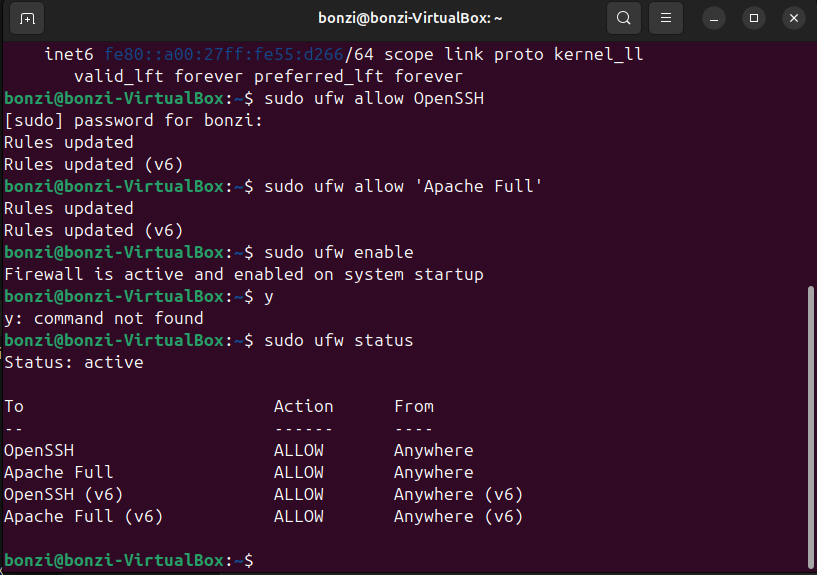 bonzi@bonzi-VirtualBox: ~
inet6 fe80::a00:27ff:fe55:d266/64 scope link proto kernel_ll
valid_lft forever preferred_lft forever
bonzi@bonzi-VirtualBox:~$ sudo ufw allow OpenSSH
[sudo] password for bonzi:
Rules updated
Rules updated (v6)
bonzi@bonzi-VirtualBox:~$ sudo ufw allow 'Apache Full'
Rules updated
Rules updated (v6)
bonzi@bonzi-VirtualBox:~$ sudo ufw enable
Firewall is active and enabled on system startup
bonzi@bonzi-VirtualBox:~$ y
y: command not found
bonzi@bonzi-VirtualBox:~$ sudo ufw status
Status: active
To Action From
-- ------ ----
OpenSSH ALLOW Anywhere
Apache Full ALLOW Anywhere
OpenSSH (v6) ALLOW Anywhere (v6)
Apache Full (v6) ALLOW Anywhere (v6)
bonzi@bonzi-VirtualBox:~$